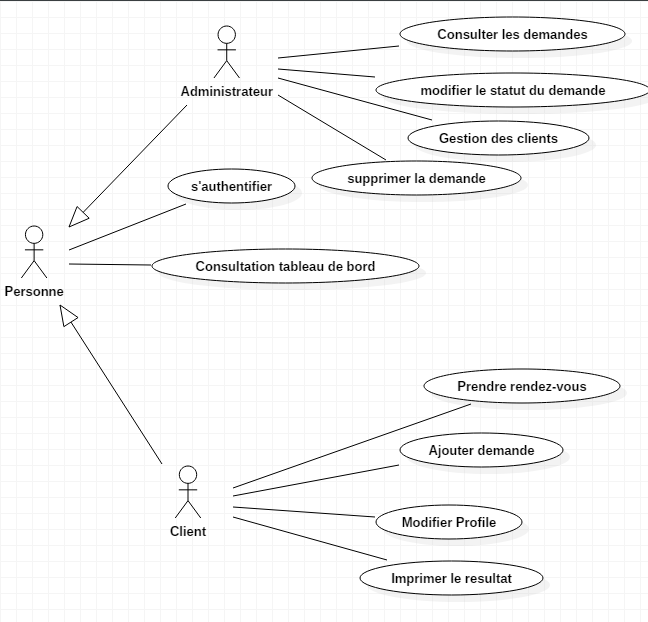 Consulter les demandes
modifier le statut du demande
Administrateur
Gestion des clients
supprimer la demande
s'authentifier
Consultation tableau de bord
Personne
Prendre rendez-vous
Ajouter demande
Modifier Profile
Client
Imprimer le resultat